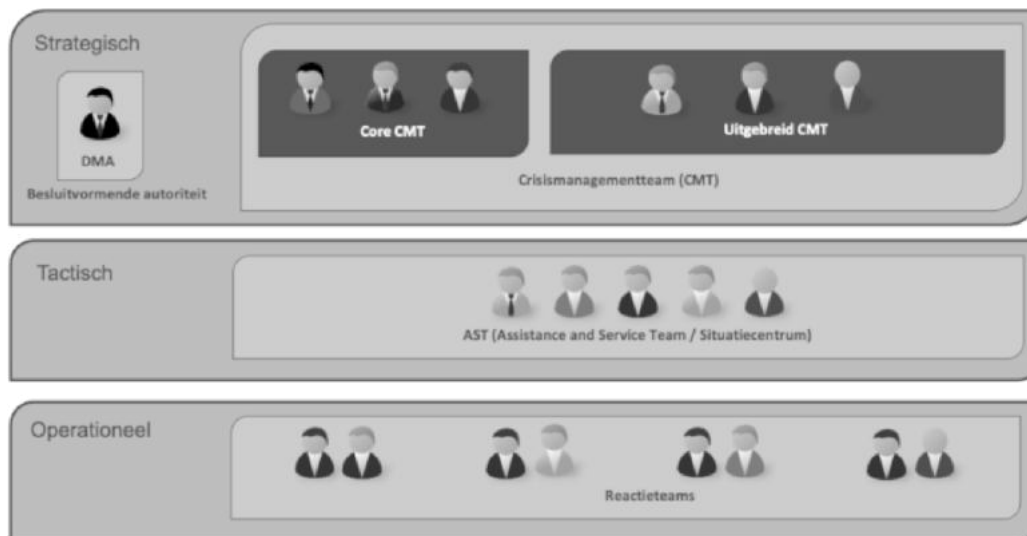 Strategisch
DMA
Besluitvormende autoriteit
Core CMT
Uitgebreid CMT
Crisismanagementteam (CMT)
Tactisch
AST (Assistance and Service Team / Situatiecentrum)
Operationeel
Reactieteams